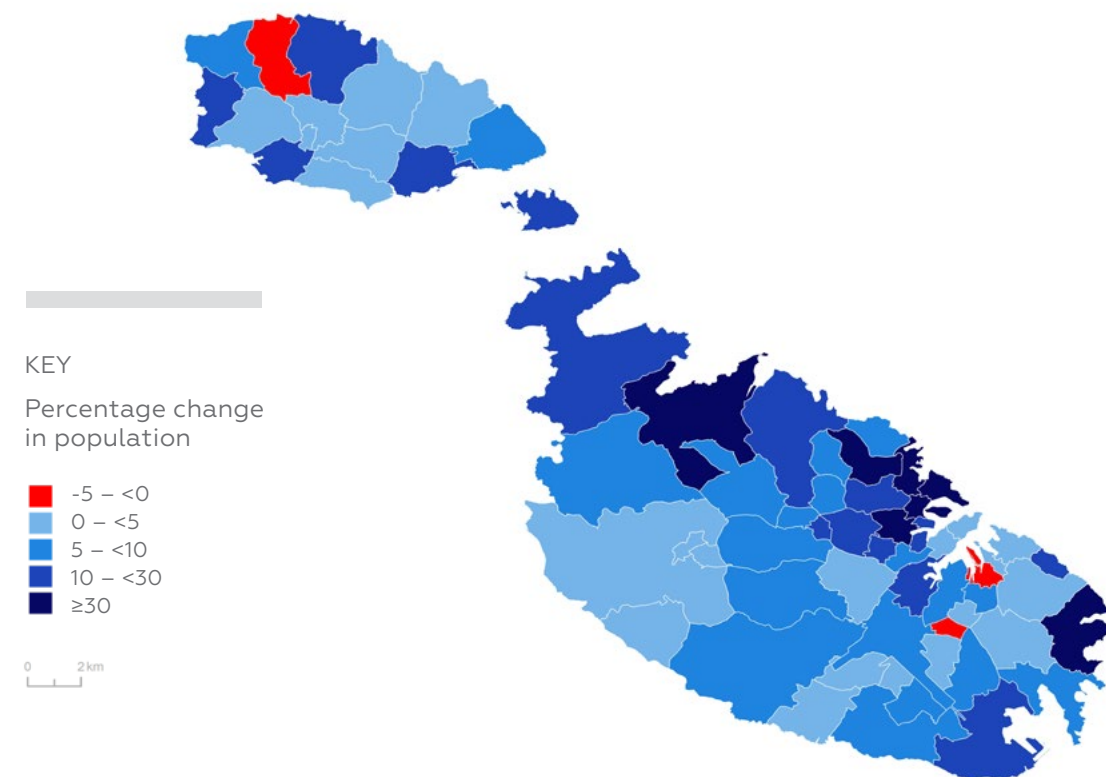 KEY
Percentage change
in population
-5 – <0
0 – <5
5 – <10
10 – <30
≥30
0 2km